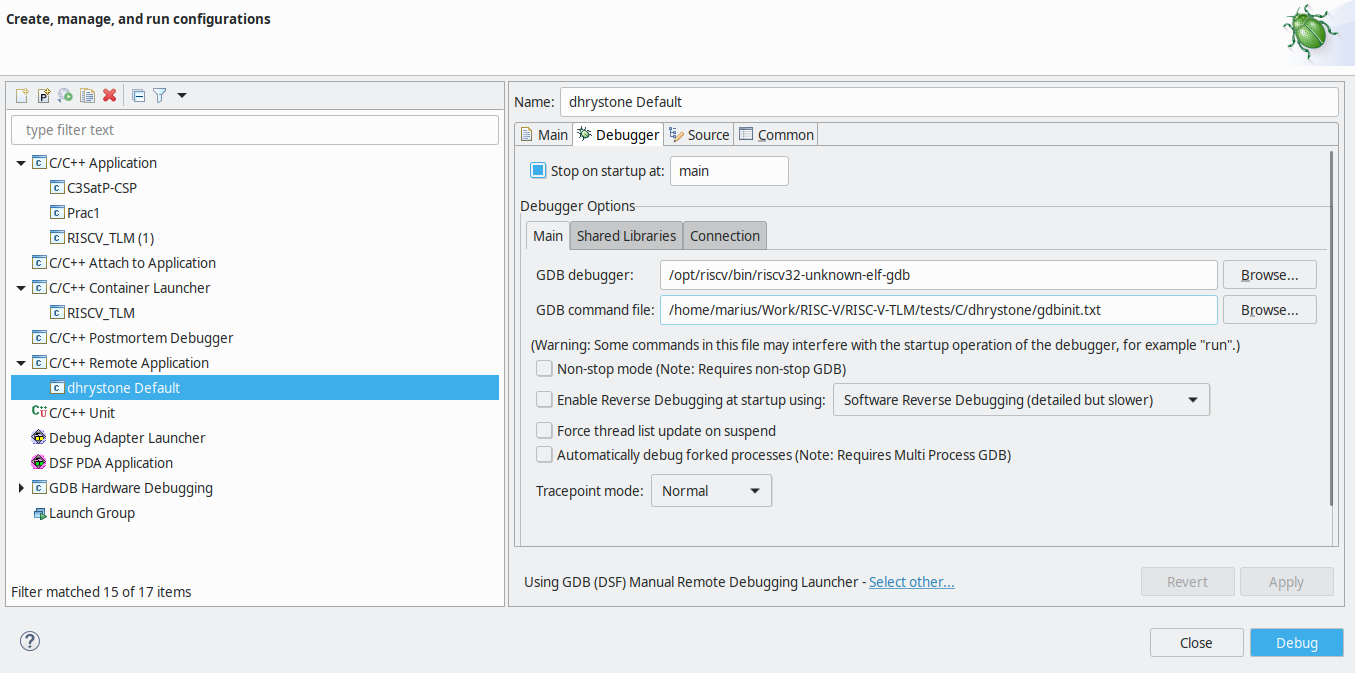 Create, manage, and run configurations
type filter text
C/C++ Application
C3SatP-CSP
Prac1
RISCV_TLM (1)
C/C++ Attach to Application
C/C++ Container Launcher
RISCV_TLM
C/C++ Postmortem Debugger
C/C++ Remote Application
dhrystone Default
C/C++ Unit
Debug Adapter Launcher
DSF PDA Application
GDB Hardware Debugging
Launch Group
Filter matched 15 of 17 items
Name: dhrystone Default
Main Debugger Source Common
Stop on startup at: main
Debugger Options
Main Shared Libraries Connection
GDB debugger: /opt/riscv/bin/riscv32-unknown-elf-gdb Browse...
GDB command file: /home/marius/Work/RISC-V/RISC-V-TLM/tests/C/dhrystone/gdbinit.txt Browse...
(Warning: Some commands in this file may interfere with the startup operation of the debugger, for example "run".)
Non-stop mode (Note: Requires non-stop GDB)
Enable Reverse Debugging at startup using: Software Reverse Debugging (detailed but slower)
Force thread list update on suspend
Automatically debug forked processes (Note: Requires Multi Process GDB)
Tracepoint mode: Normal
Using GDB (DSF) Manual Remote Debugging Launcher - Select other...
Revert Apply
Close Debug